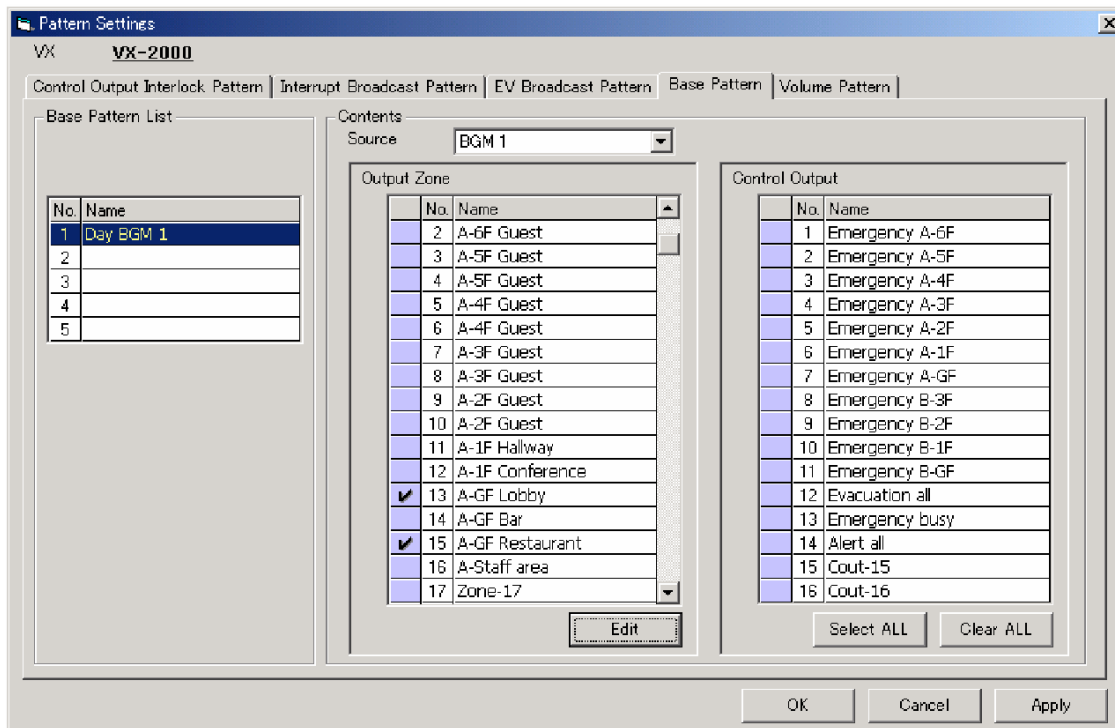 Pattern Settings
VX VX-2000
Control Output Interlock Pattern Interrupt Broadcast Pattern EV Broadcast Pattern Base Pattern Volume Pattern
Base Pattern List
No. Name
1 Day BGM 1
2
3
4
5
Contents
Source BGM 1
Output Zone
No. Name
2 A-6F Guest
3 A-5F Guest
4 A-5F Guest
5 A-4F Guest
6 A-4F Guest
7 A-3F Guest
8 A-3F Guest
9 A-2F Guest
10 A-2F Guest
11 A-1F Hallway
12 A-1F Conference
13 A-GF Lobby
14 A-GF Bar
15 A-GF Restaurant
16 A-Staff area
17 Zone-17
Edit
Control Output
No. Name
1 Emergency A-6F
2 Emergency A-5F
3 Emergency A-4F
4 Emergency A-3F
5 Emergency A-2F
6 Emergency A-1F
7 Emergency A-GF
8 Emergency B-3F
9 Emergency B-2F
10 Emergency B-1F
11 Emergency B-GF
12 Evacuation all
13 Emergency busy
14 Alert all
15 Cout-15
16 Cout-16
Select ALL Clear ALL
OK Cancel Apply